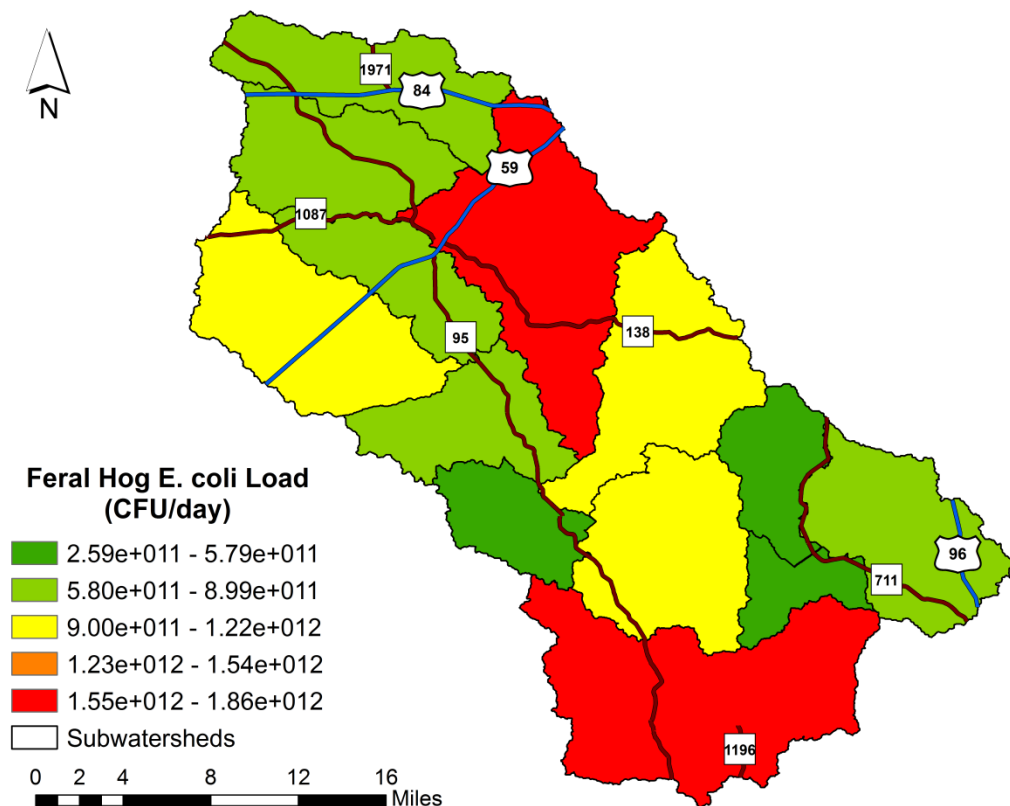 1971
84
N
59
1087
95
138
Feral Hog E. coli Load
(CFU/day)
2.59e+011 - 5.79e+011
5.80e+011 - 8.99e+011
96
711
9.00e+011 - 1.22e+012
1.23e+012 - 1.54e+012
1.55e+012 - 1.86e+012
Subwatersheds
1196
0 2 4 8 12 16
Miles